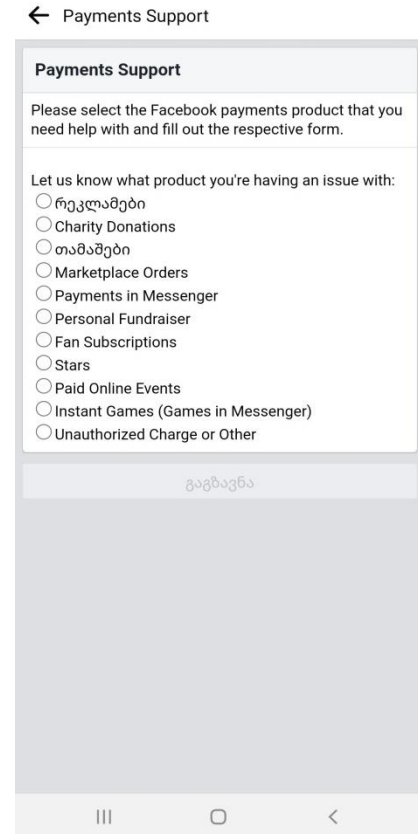 Payments Support
Payments Support
Please select the Facebook payments product that you
need help with and fill out the respective form.
Let us know what product you're having an issue with:
რეკლამები
Charity Donations
თამაშები
Marketplace Orders
Payments in Messenger
Personal Fundraiser
Fan Subscriptions
Stars
Paid Online Events
Instant Games (Games in Messenger)
Unauthorized Charge or Other
გაგზავნა